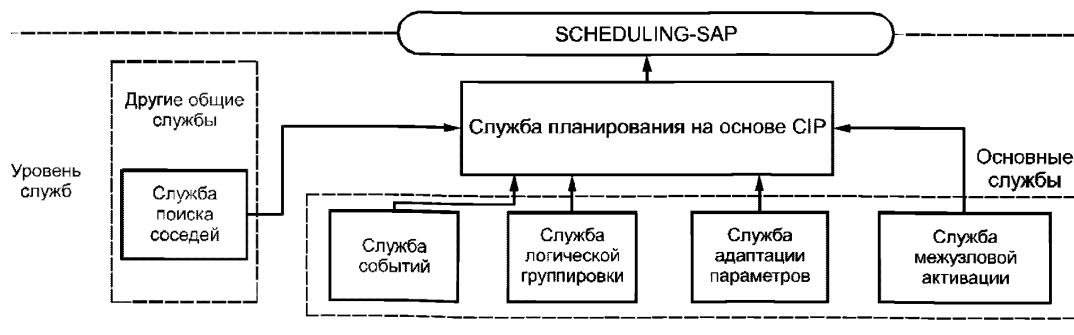 SCHEDULING-SAP
Другие общие
службы
Служба планирования на основе CIP
Уровень
служб
Основные
службы
Служба
поиска
соседей
Служба
событий
Служба
логической
группировки
Служба
адаптации
параметров
Служба
межузловой
активации